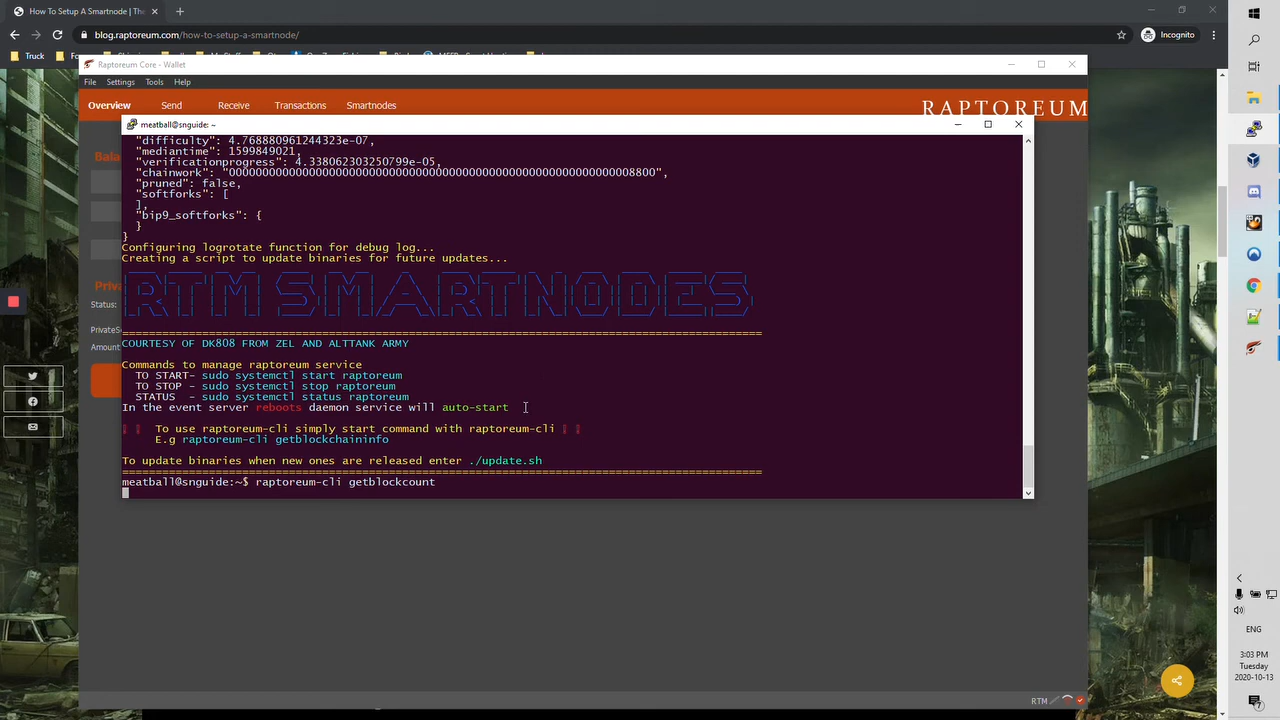 How To Setup A Smartnode | Th
(1) Home
blog.raptoreum.com/how-to-setup-a-smartnode/
Incognito
Truck
Raptoreum Core - Wallet
File Settings Tools Help
Overview Send Receive Transactions Smartnodes
RAPTOREUM
meatball@snguide: ~
"difficulty": 4.768880961244323e-07,
"mediantime": 1599849021,
"verificationprogress": 4.338062303250799e-05,
"pruned": false,
"softforks": [
],
"bip9_softforks": {
}
}
Configuring logrotate function for debug log...
Creating a script to update binaries for future updates...
RTM SMARTNODES
COURTESY OF DK808 FROM ZEL AND ALTTANK ARMY
Commands to manage raptoreum service
TO START- sudo systemctl start raptoreum
TO STOP - sudo systemctl stop raptoreum
STATUS - sudo systemctl status raptoreum
In the event server reboots daemon service will auto-start
To use raptoreum-cli simply start command with raptoreum-cli
E.g raptoreum-cli getblockchaininfo
To update binaries when new ones are released enter ./update.sh
meatball@snguide:~$ raptoreum-cli getblockcount
Status:
Amount
RTM
ENG
3:03 PM
Tuesday
2020-10-13